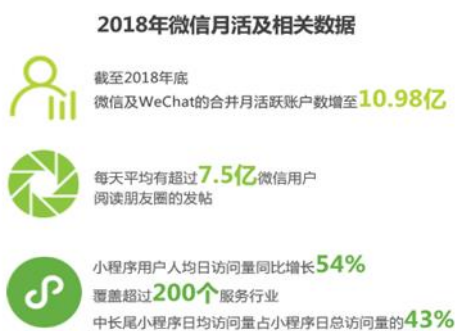 2018年微信月活及相关数据
截至2018年底
微信及WeChat的合并月活跃账户数增至10.98亿
每天平均有超过7.5亿微信用户
阅读朋友圈的发帖
小程序用户人均日访问量同比增长54%
覆盖超过200个服务行业
中长尾小程序日均访问量占小程序日总访问量的43%